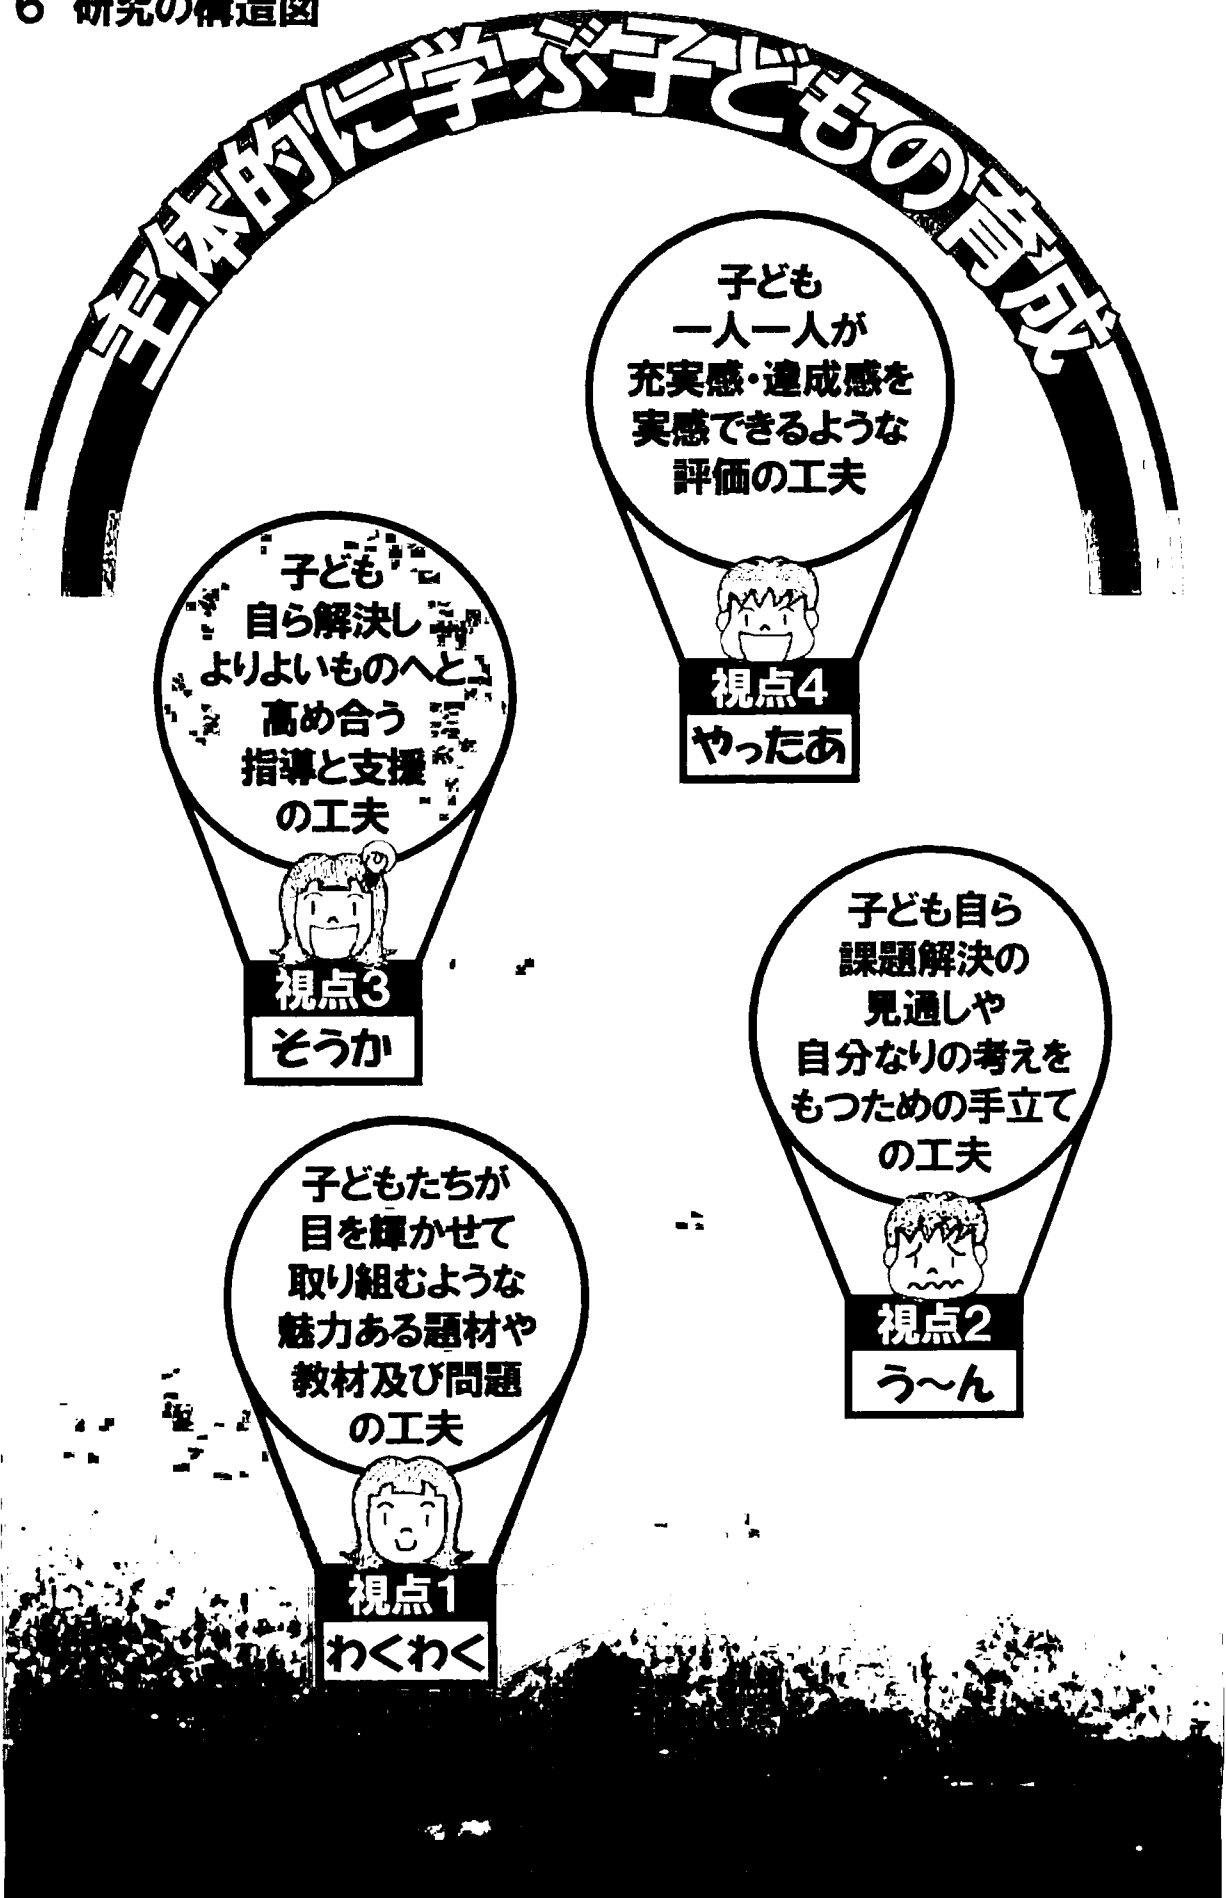 6 研究の構造図
主体的に学ぶ子どもの育成
子ども
一人一人が
充実感・達成感を
実感できるような
評価の工夫
視点4
やったあ
子ども
自ら解決し
よりよいものへと
高め合う
指導と支援
の工夫
視点3
そうか
子ども自ら
課題解決の
見通しや
自分なりの考えを
もつための手立て
の工夫
視点2
う〜ん
子どもたちが
目を輝かせて
取り組むような
魅力ある題材や
教材及び問題
の工夫
視点1
わくわく